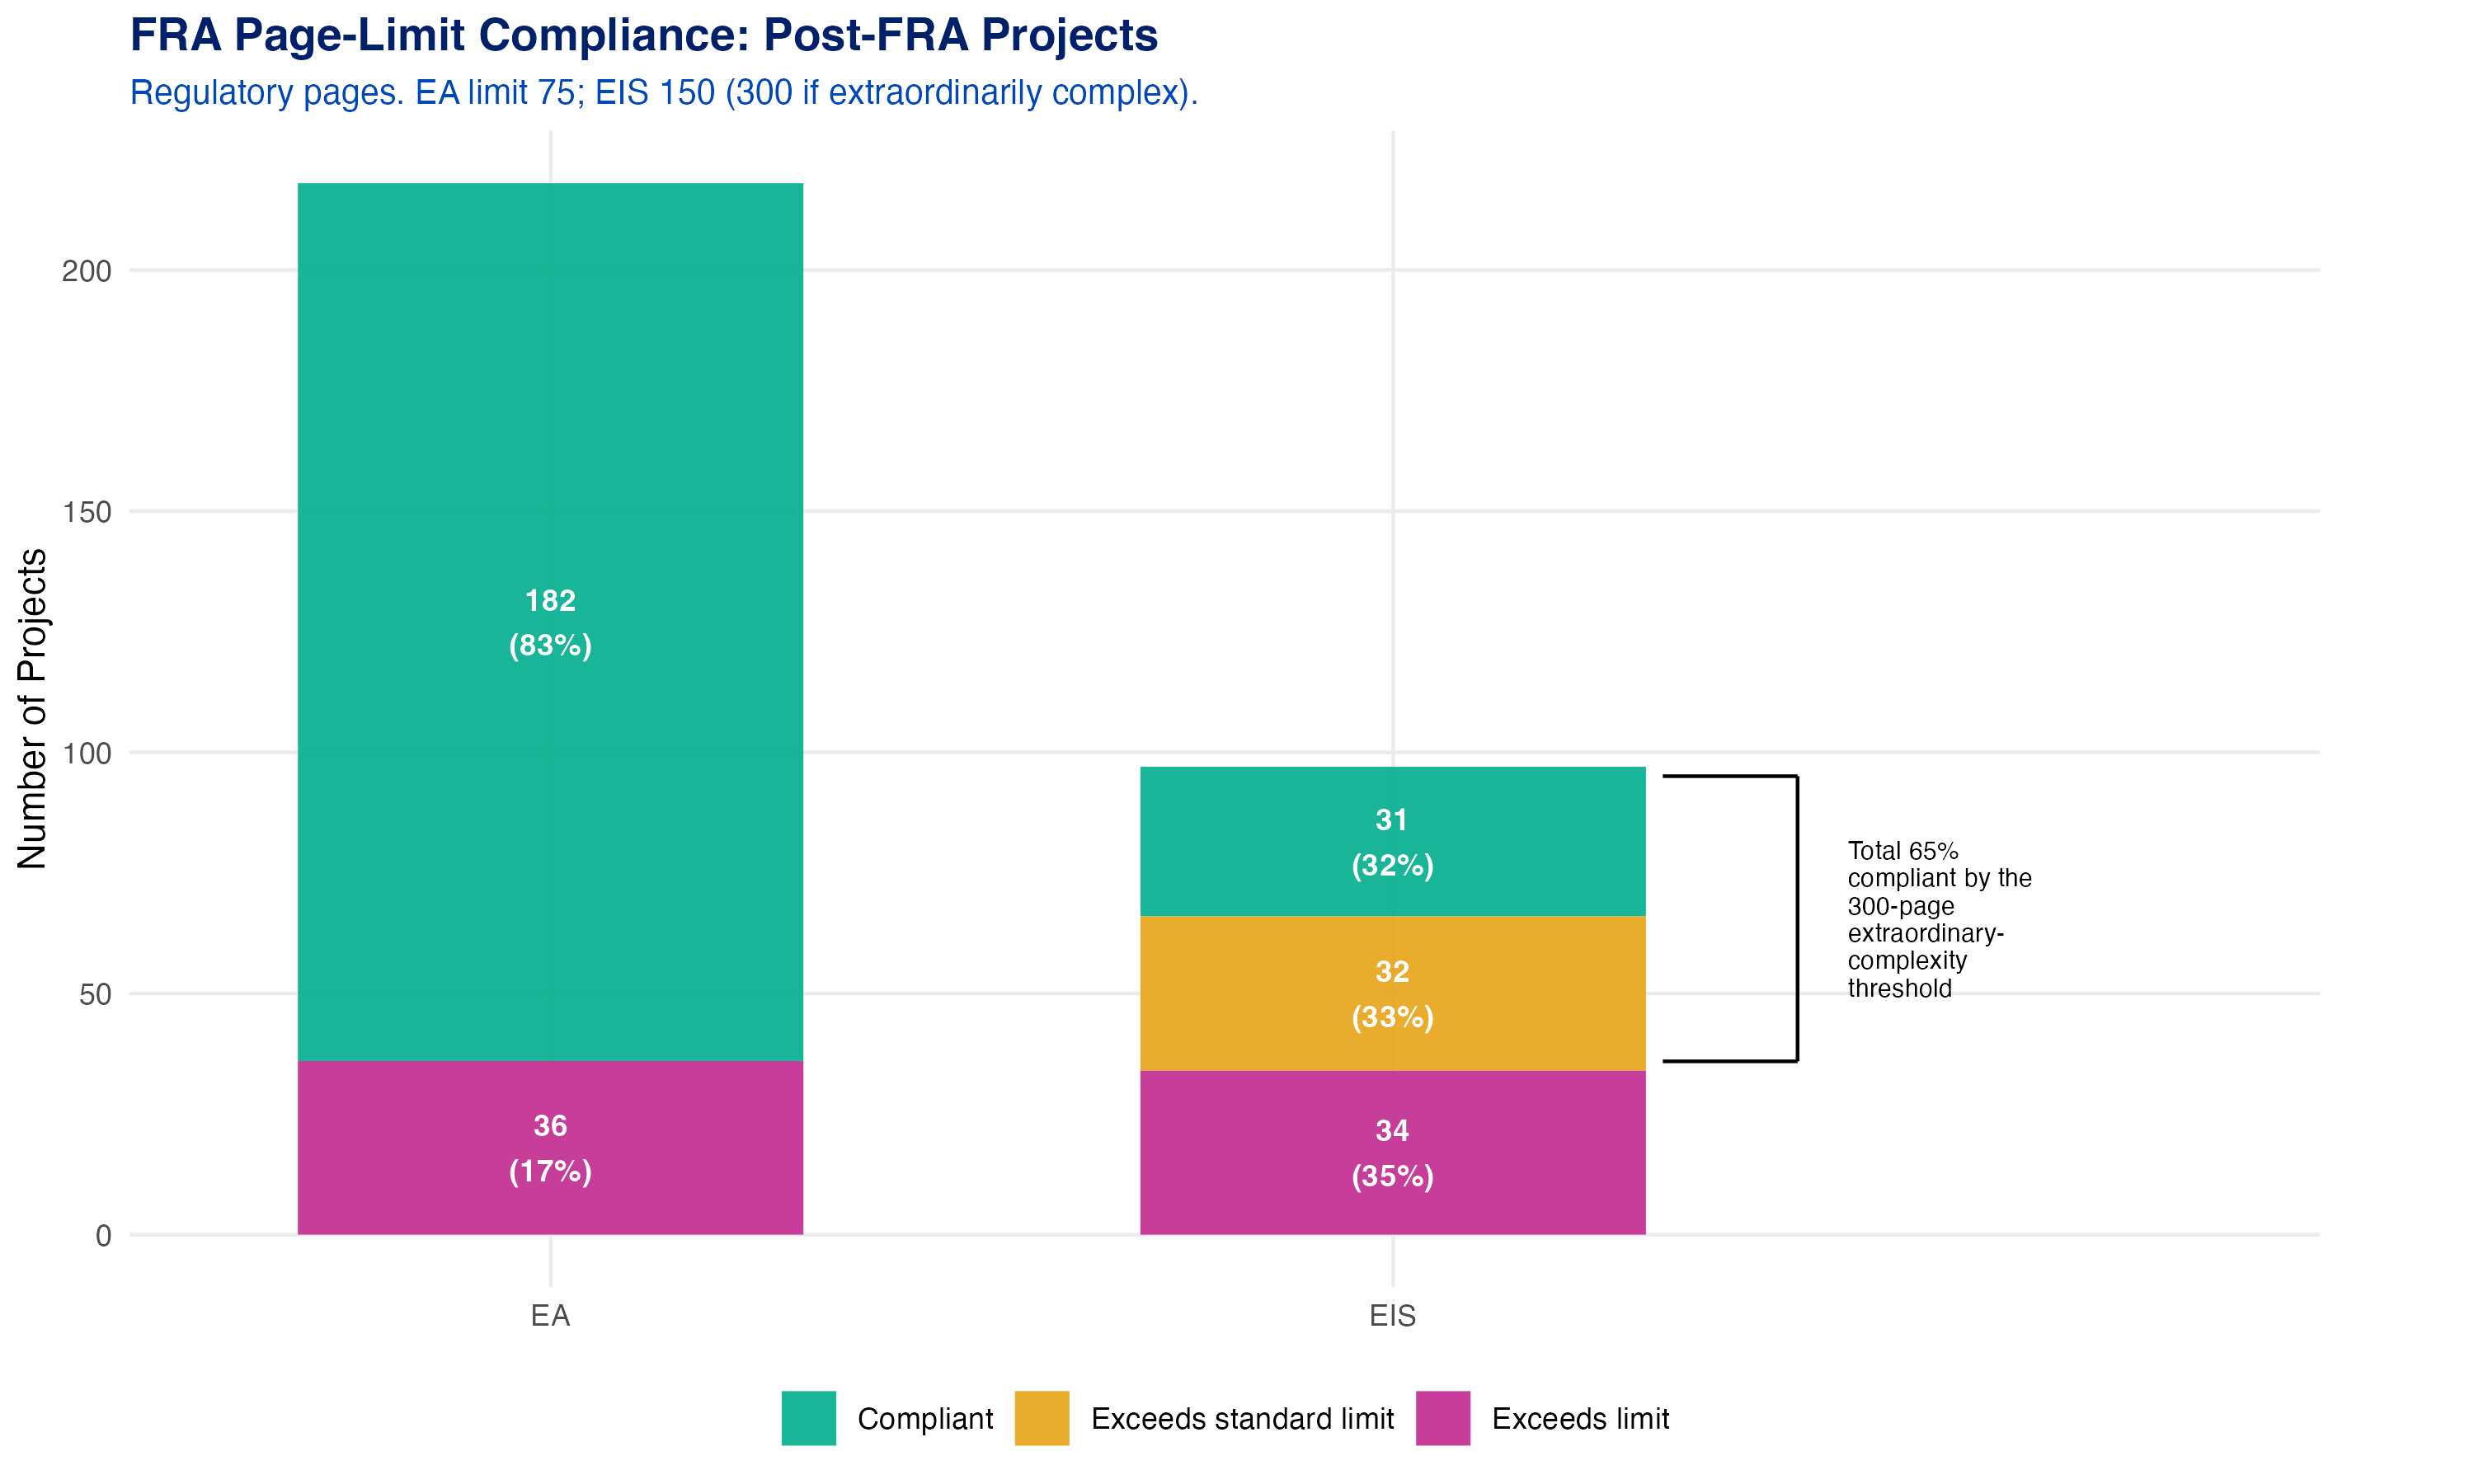 FRA Page-Limit Compliance: Post-FRA Projects
Regulatory pages. EA limit 75; EIS 150 (300 if extraordinarily complex).
Number of Projects
200
150
100
50
0
182
(83%)
36
(17%)
31
(32%)
32
(33%)
34
(35%)
Total 65%
compliant by the
300-page
extraordinary-
complexity
threshold
EA
EIS
Compliant
Exceeds standard limit
Exceeds limit